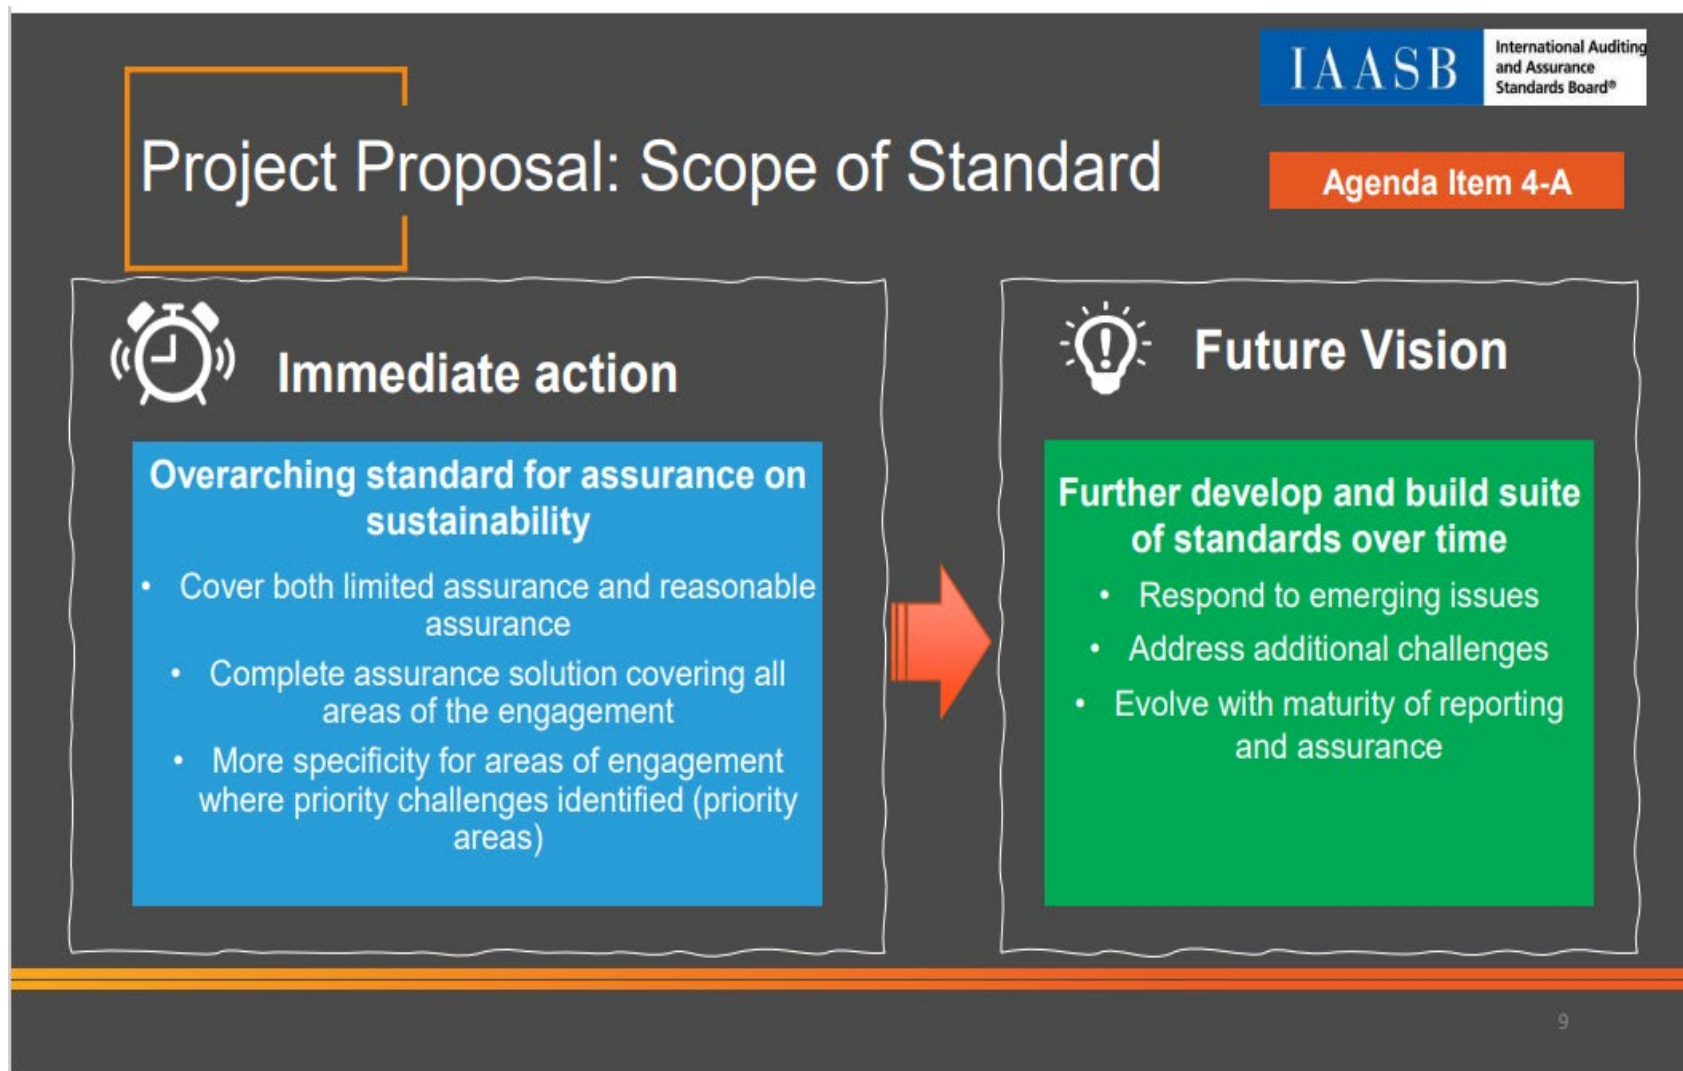 IAASB
International Auditing
and Assurance
Standards Board®
Project Proposal: Scope of Standard
Agenda Item 4-A
Immediate action
Overarching standard for assurance on
sustainability
• Cover both limited assurance and reasonable
assurance
• Complete assurance solution covering all
areas of the engagement
• More specificity for areas of engagement
where priority challenges identified (priority
areas)
Future Vision
Further develop and build suite
of standards over time
• Respond to emerging issues
• Address additional challenges
• Evolve with maturity of reporting
and assurance
9